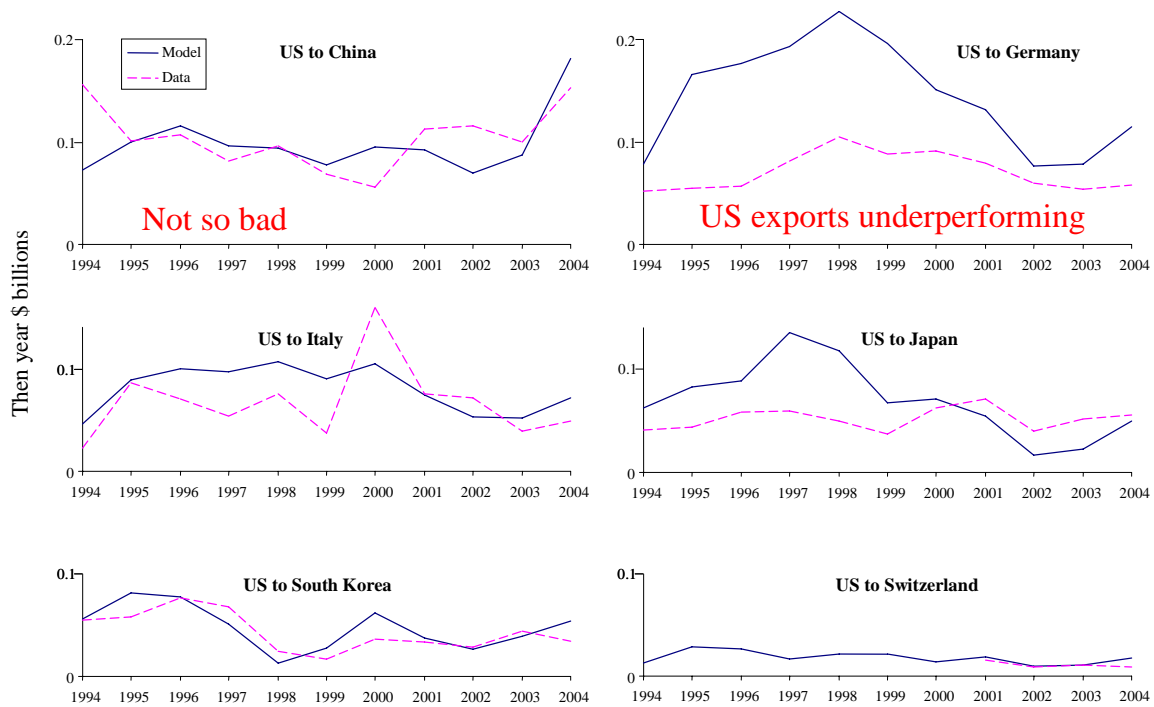 Then year $ billions
US to China
Model
Data
0.2
0.1
0
Not so bad
1994 1995 1996 1997 1998 1999 2000 2001 2002 2003 2004
US to Germany
0.2
0.1
0
US exports underperforming
1994 1995 1996 1997 1998 1999 2000 2001 2002 2003 2004
US to Italy
0.1
0
1994 1995 1996 1997 1998 1999 2000 2001 2002 2003 2004
US to Japan
0.1
0
1994 1995 1996 1997 1998 1999 2000 2001 2002 2003 2004
US to South Korea
0.1
0
1994 1995 1996 1997 1998 1999 2000 2001 2002 2003 2004
US to Switzerland
0.1
0
1994 1995 1996 1997 1998 1999 2000 2001 2002 2003 2004